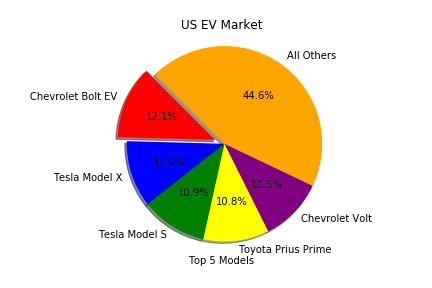 US EV Market
All Others
44.6%
Chevrolet Bolt EV
12.1%
Tesla Model X
11.0%
Tesla Model S
10.9%
Toyota Prius Prime
10.8%
Chevrolet Volt
10.5%
Top 5 Models